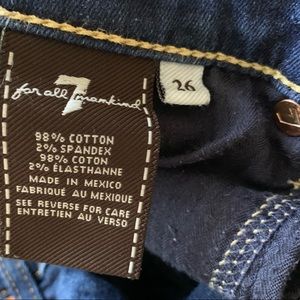 7
for all mankind
98% COTTON
2% SPANDEX
98% COTON
2% ÉLASTHANNE
MADE IN MEXICO
FABRIQUÉ AU MEXIQUE
SEE REVERSE FOR CARE
ENTRETIEN AU VERSO
26